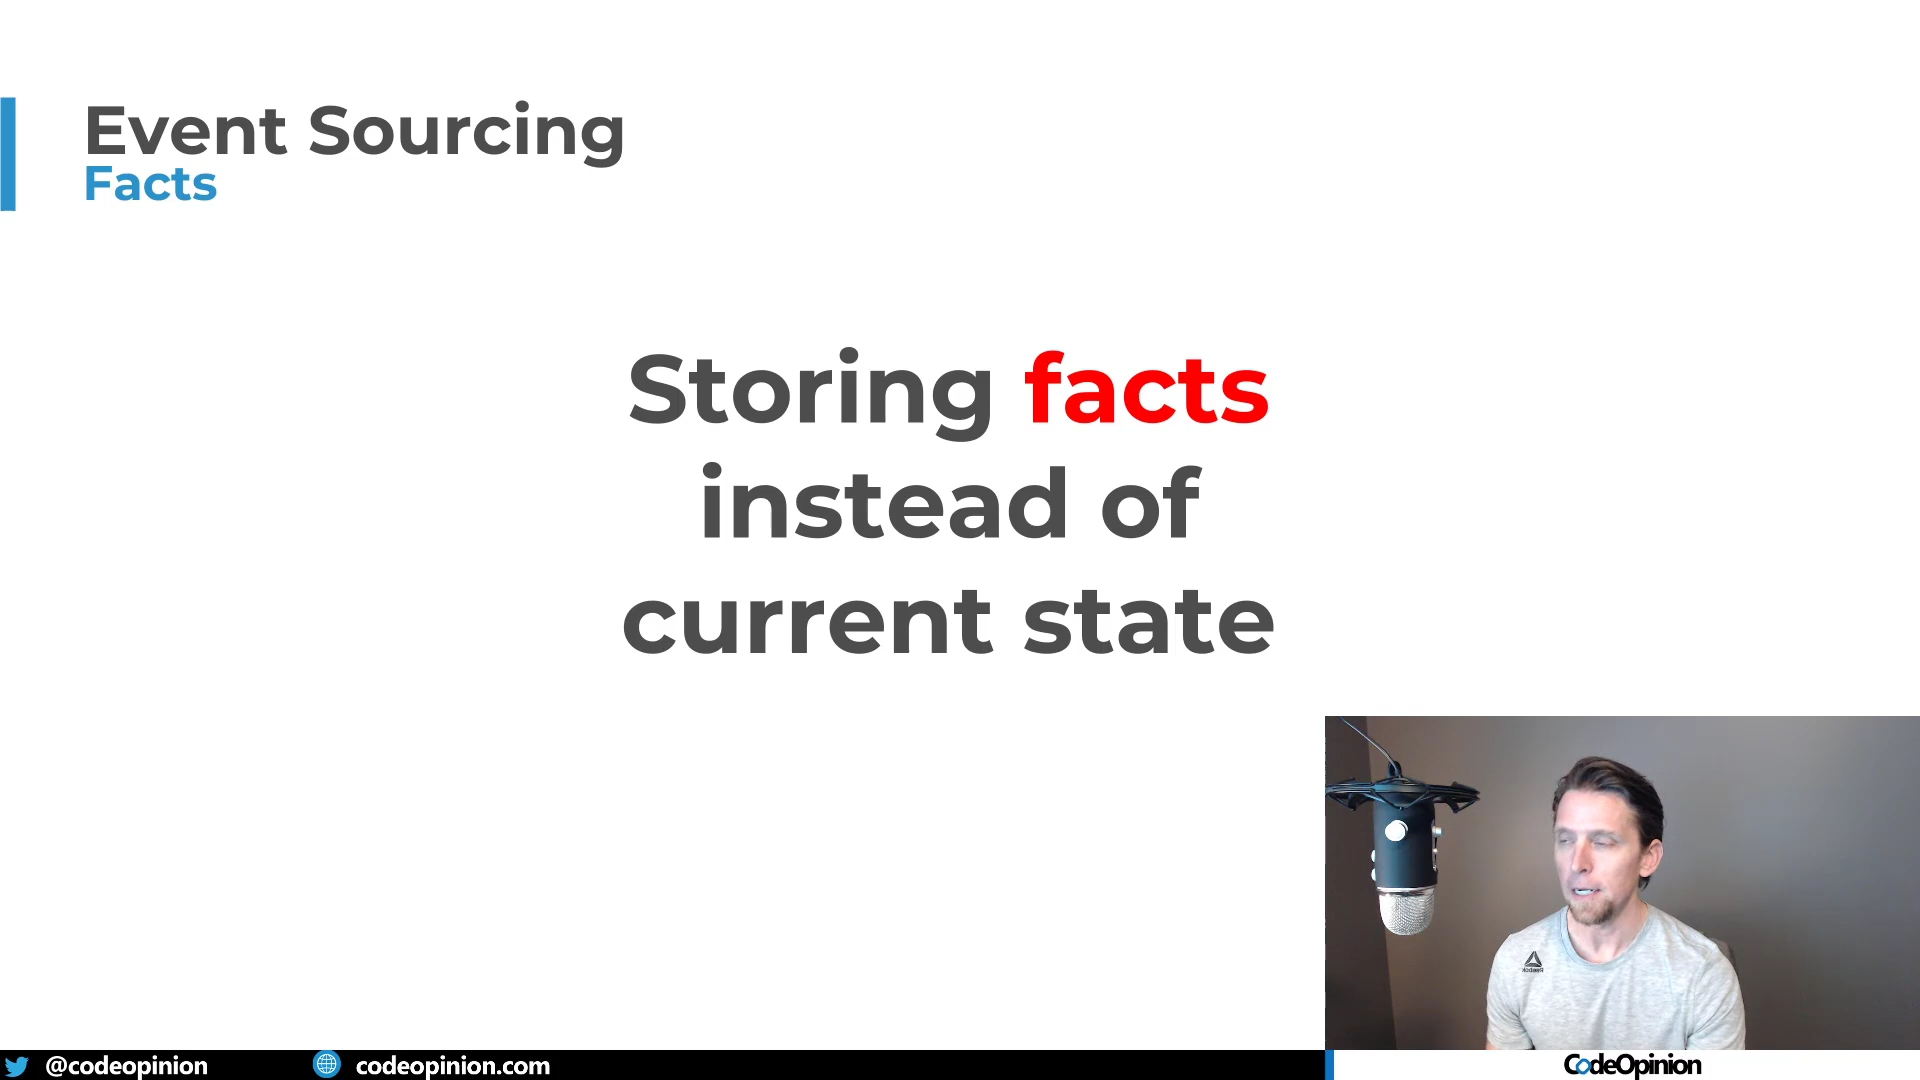 Event Sourcing
Facts
Storing facts
instead of
current state
@codeopinion
codeopinion.com
CodeOpinion